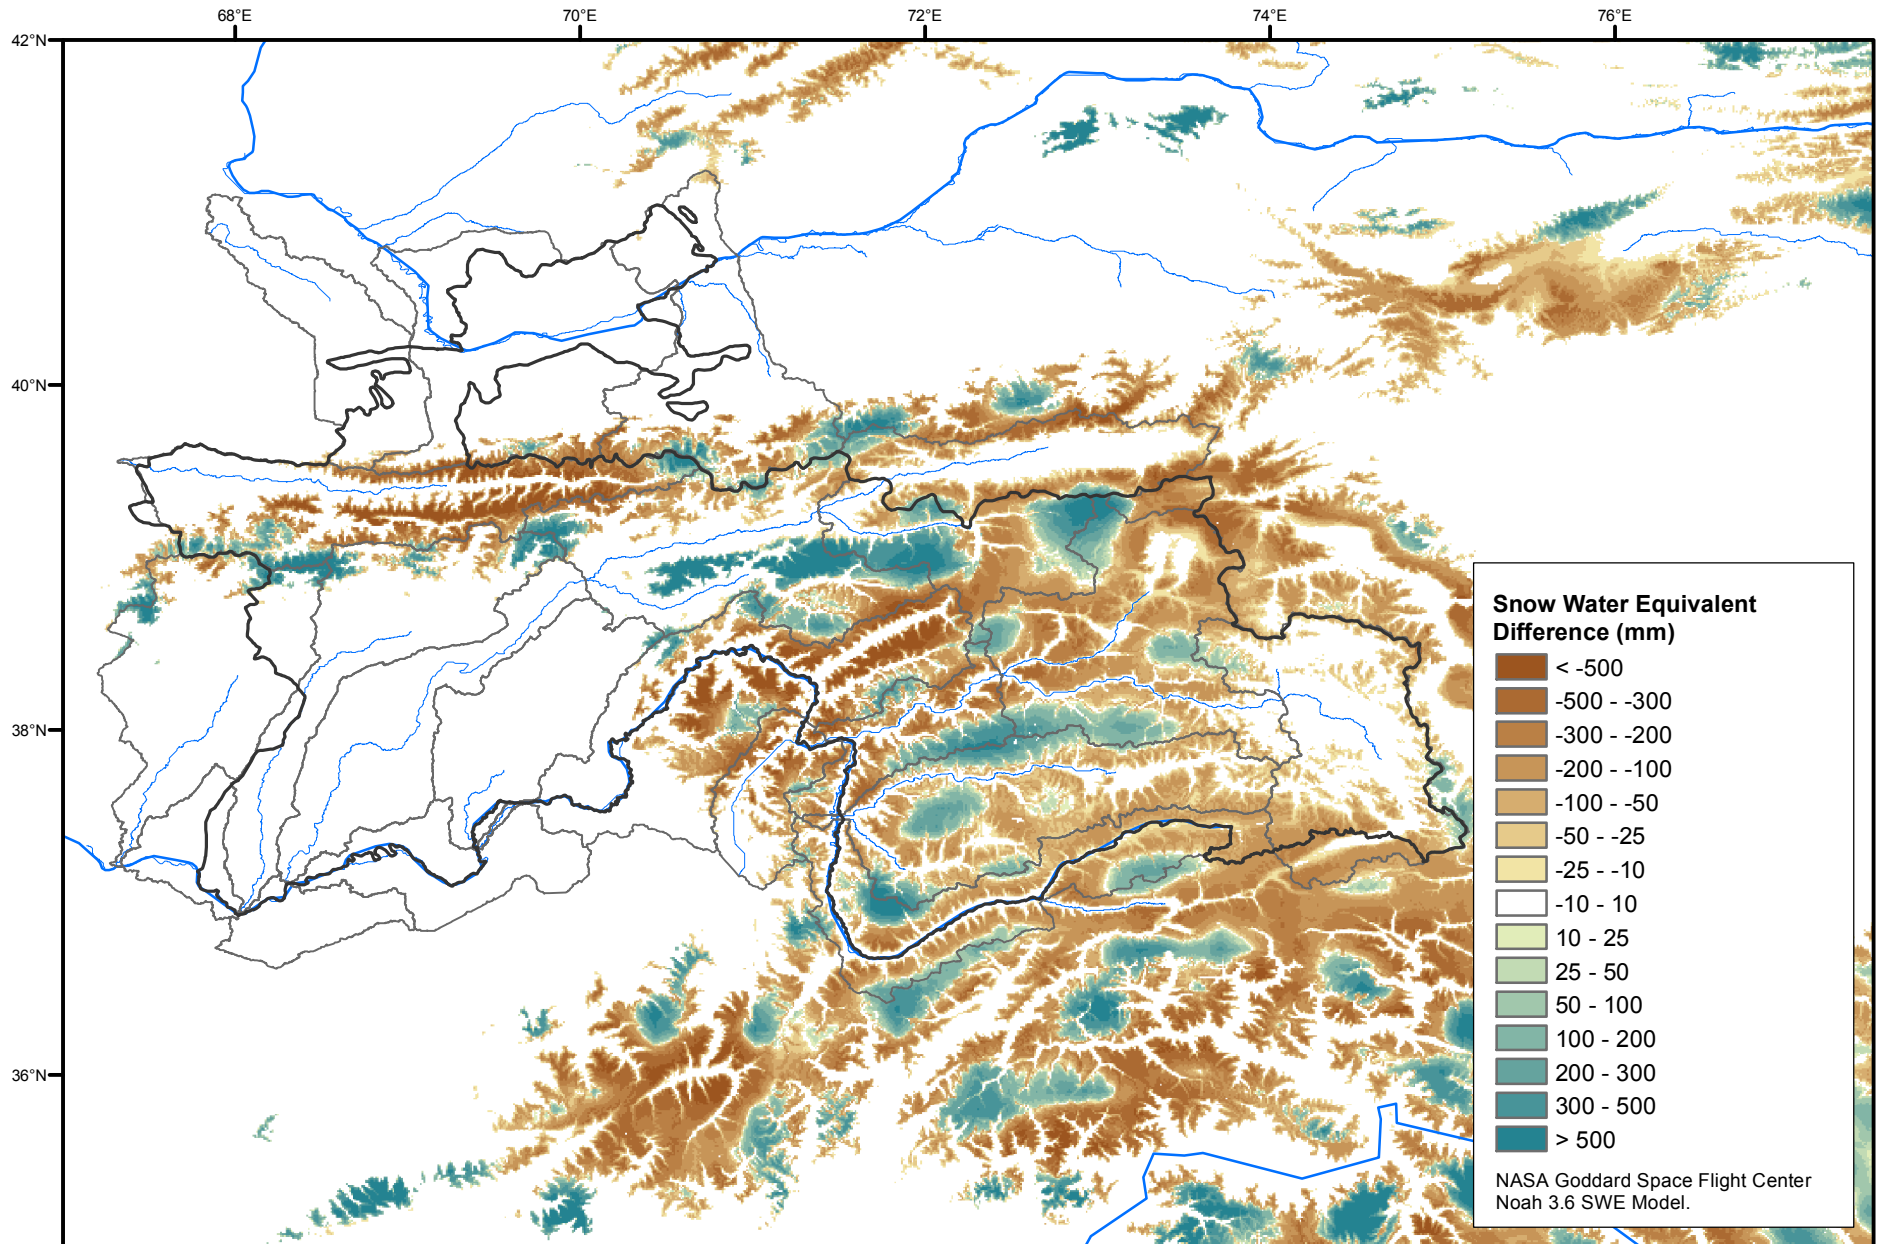 68°E 70°E 72°E 74°E 76°E
42°N
40°N
38°N
36°N
Snow Water Equivalent
Difference (mm)
< -500
-500 - -300
-300 - -200
-200 - -100
-100 - -50
-50 - -25
-25 - -10
-10 - 10
10 - 25
25 - 50
50 - 100
100 - 200
200 - 300
300 - 500
> 500
NASA Goddard Space Flight Center
Noah 3.6 SWE Model.